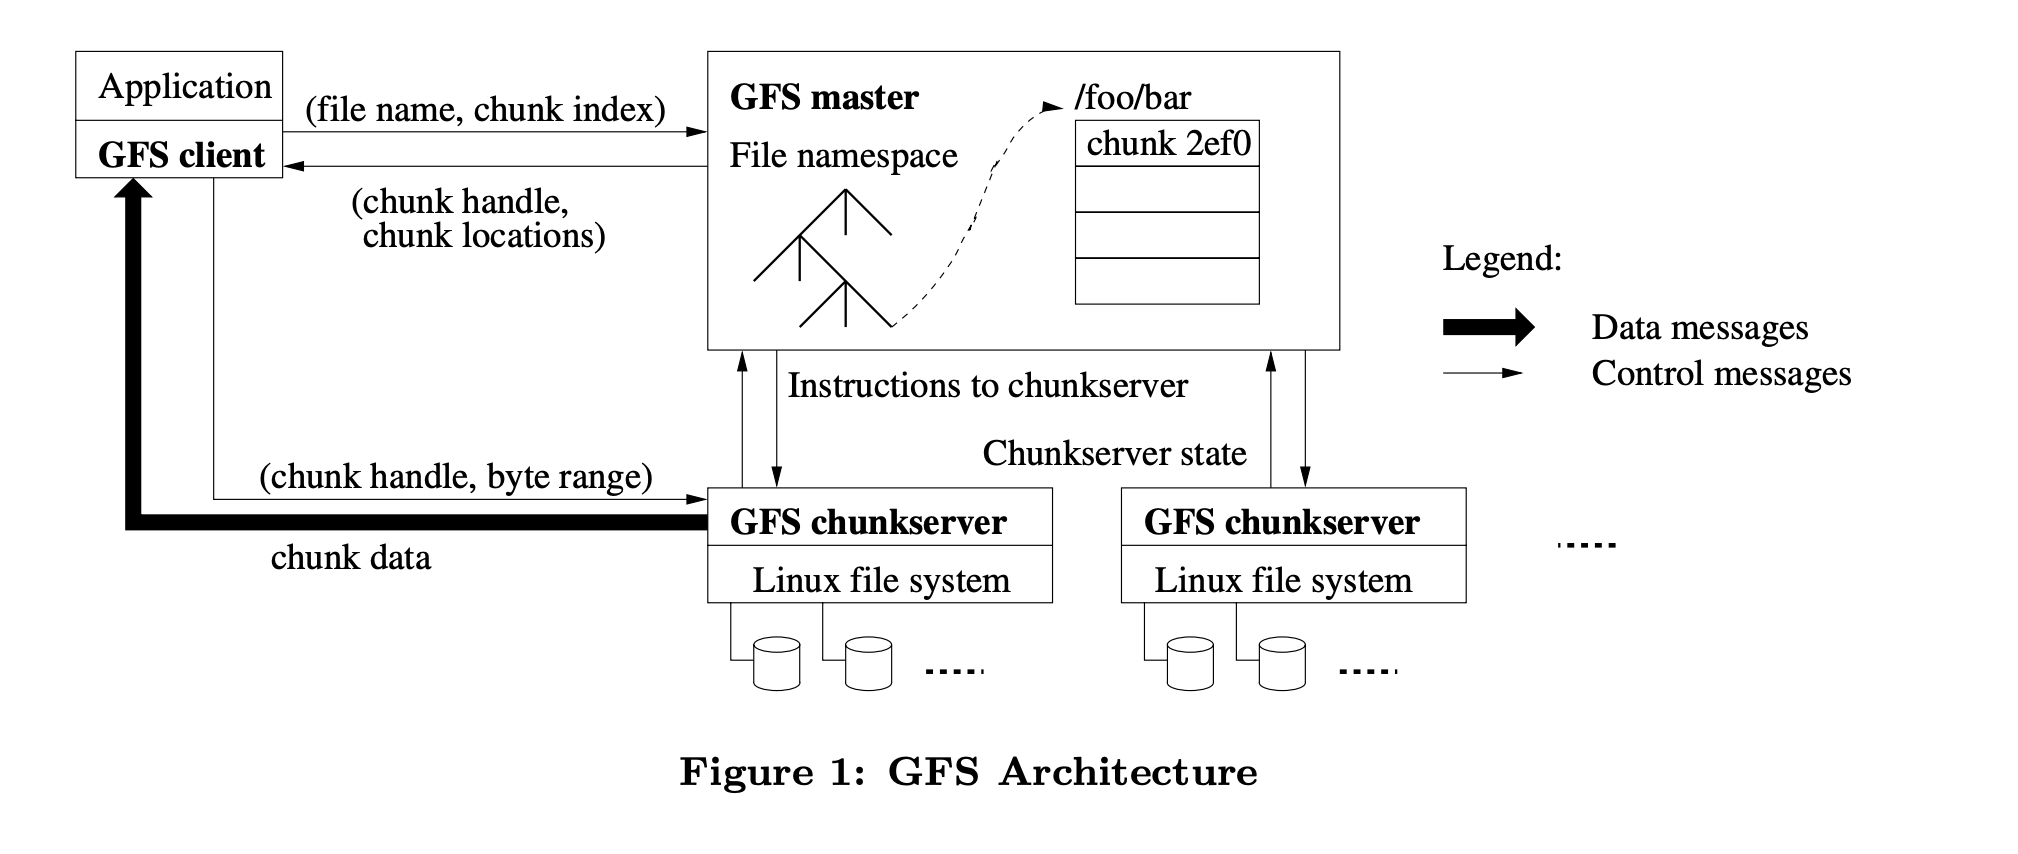 Application
GFS client
(file name, chunk index)
(chunk handle,
chunk locations)
GFS master
File namespace
/foo/bar
chunk 2ef0
Legend:
Data messages
Control messages
Instructions to chunkserver
Chunkserver state
(chunk handle, byte range)
chunk data
GFS chunkserver
Linux file system
GFS chunkserver
Linux file system
Figure 1: GFS Architecture